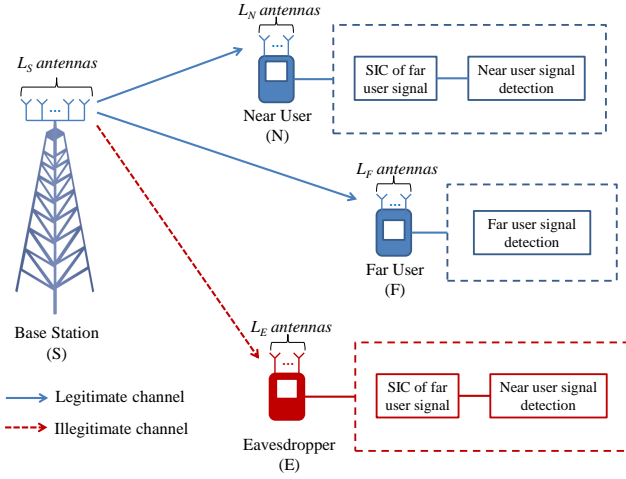 L_N antennas
...
SIC of far
user signal
Near user signal
detection
Near User
(N)
L_S antennas
...
L_F antennas
...
Far user signal
detection
Far User
(F)
Base Station
(S)
L_E antennas
...
SIC of far
user signal
Near user signal
detection
Eavesdropper
(E)
Legitimate channel
Illegitimate channel